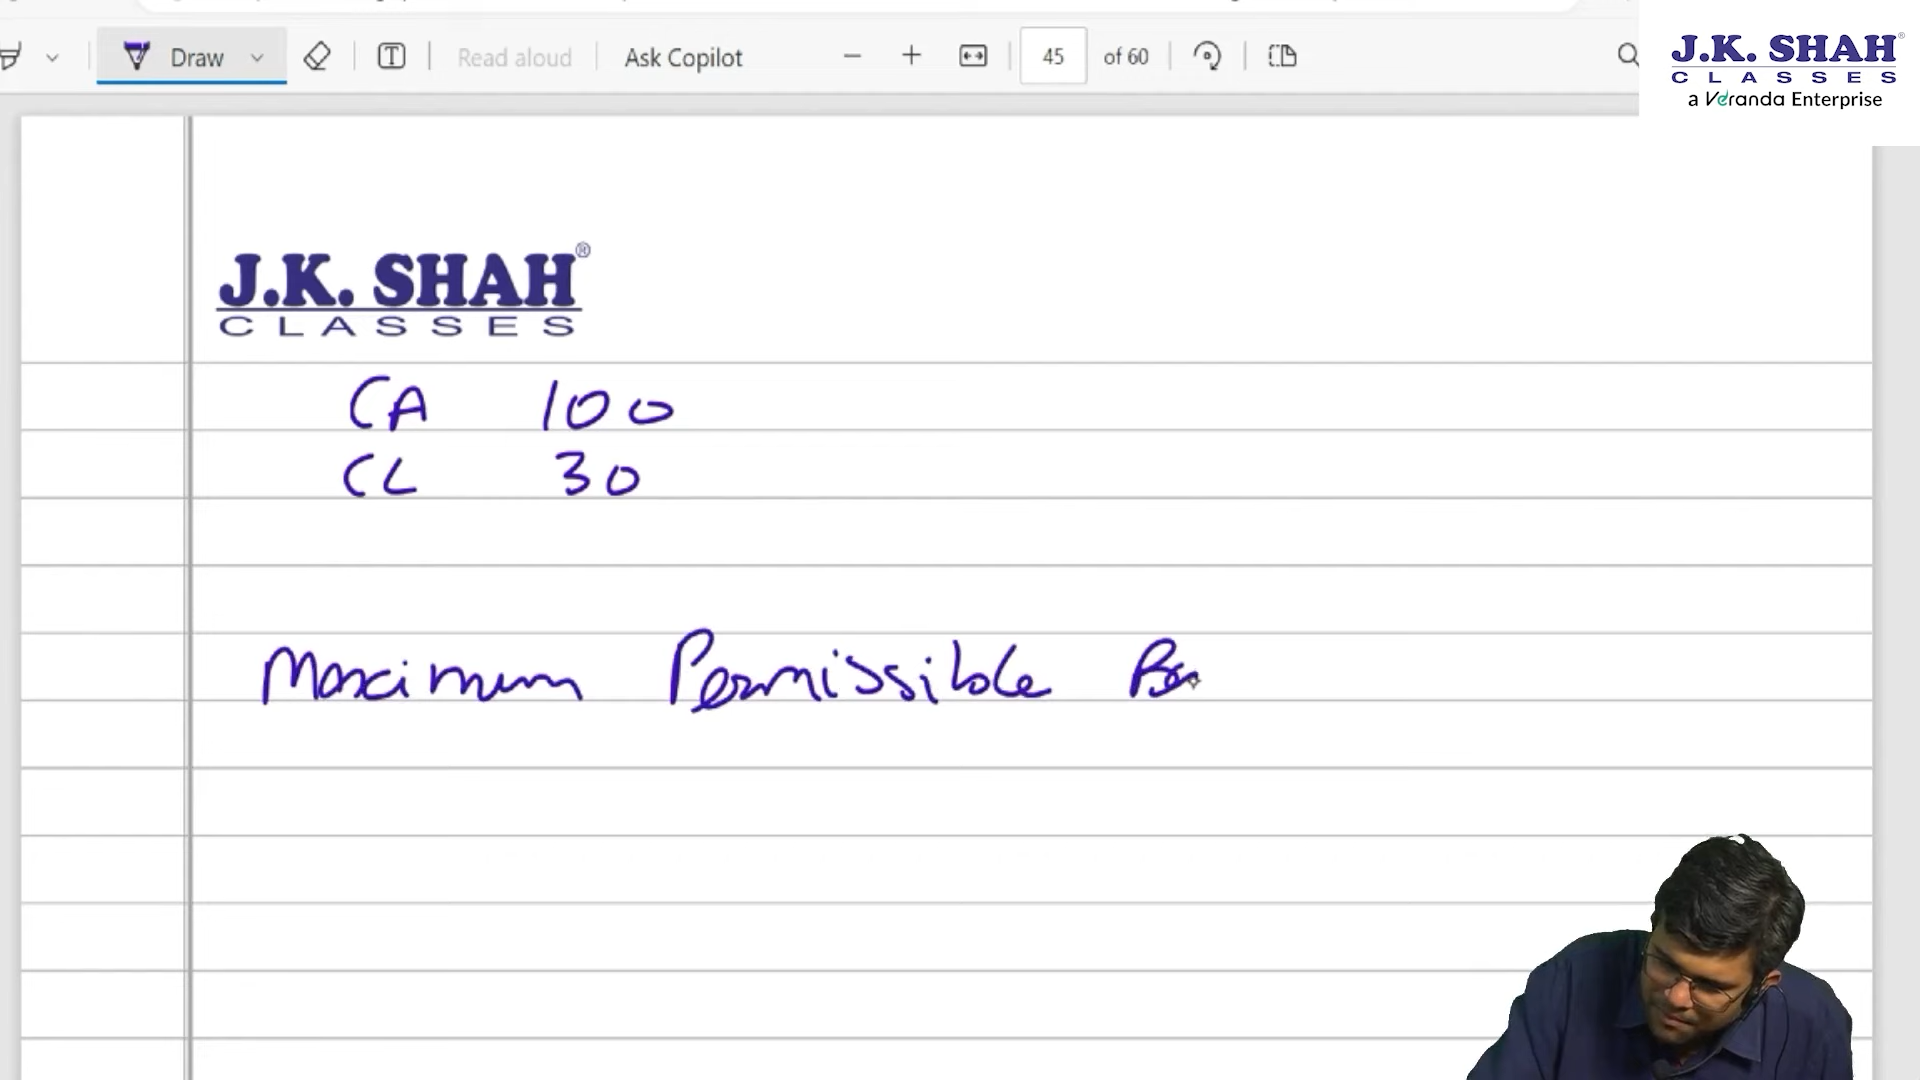 Draw
Read aloud
Ask Copilot
45
of 60
J.K. SHAH®
CLASSES
a Veranda Enterprise
J.K. SHAH®
CLASSES
CA 100
CL 30
Maximum Permissible